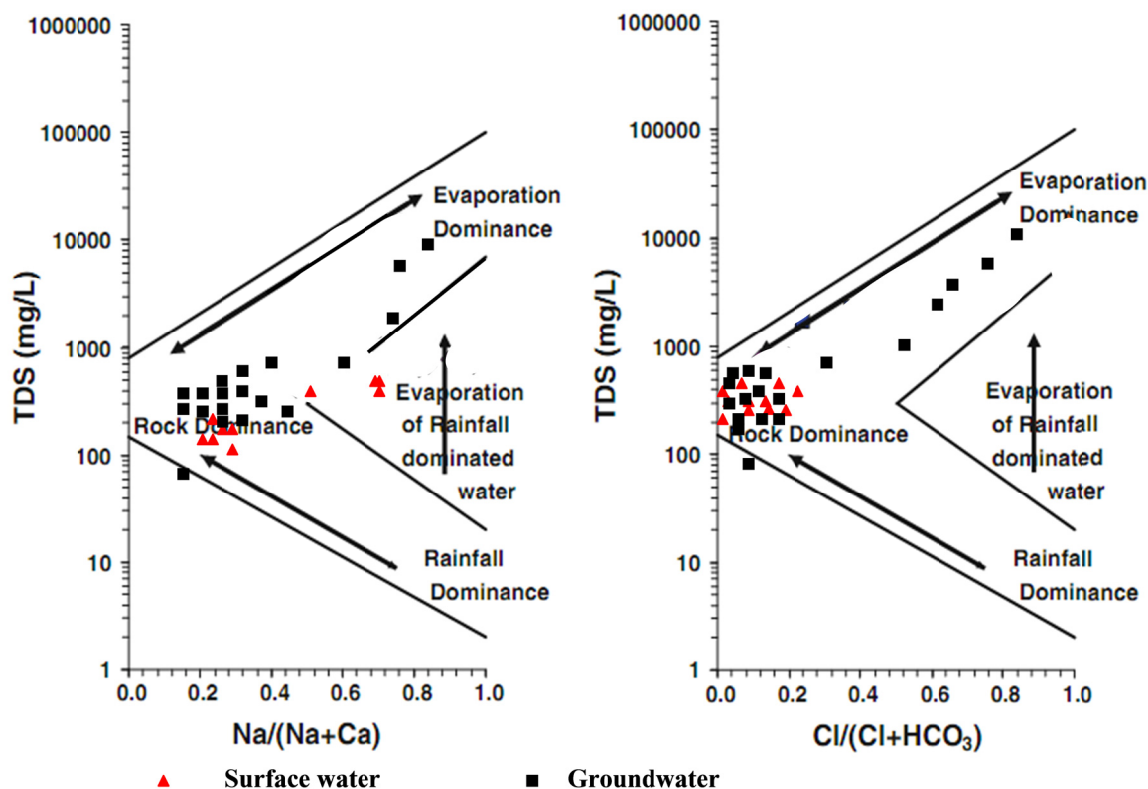 TDS (mg/L)
1000000
100000
10000
1000
100
10
1
Evaporation
Dominance
Rock Dominance
Evaporation
of Rainfall
dominated
water
Rainfall
Dominance
0.0 0.2 0.4 0.6 0.8 1.0
Na/(Na+Ca)
TDS (mg/L)
1000000
100000
10000
1000
100
10
1
Evaporation
Dominance
Rock Dominance
Evaporation
of Rainfall
dominated
water
Rainfall
Dominance
0.0 0.2 0.4 0.6 0.8 1.0
Cl/(Cl+HCO₃)
Surface water
Groundwater